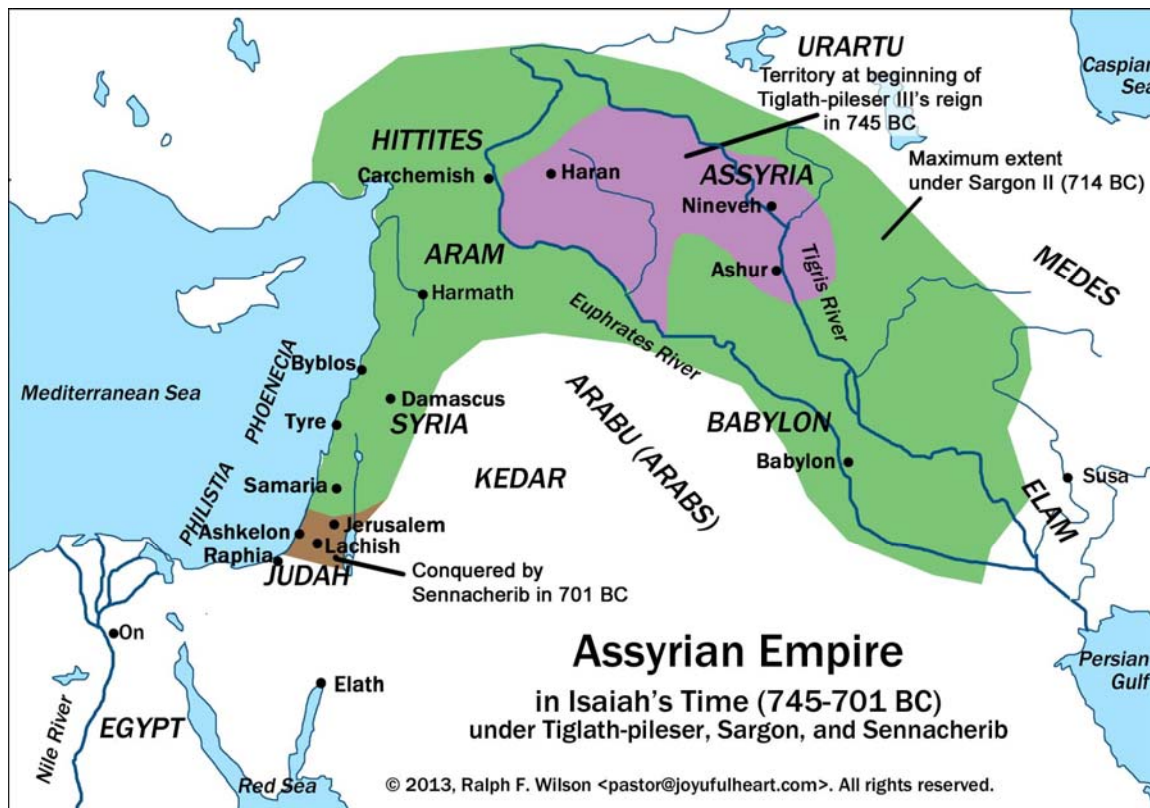 URARTU
Territory at beginning of
Tiglath-pileser III's reign
in 745 BC
Caspian
Sea
HITTITES
Maximum extent
under Sargon II (714 BC)
Carchemish
Haran
ASSYRIA
Nineveh
MEDES
ARAM
Ashur
Tigris River
Harmath
Euphrates River
Byblos
Mediterranean Sea
PHOENECIA
Damascus
ARABU (ARABS)
Tyre
SYRIA
BABYLON
Babylon
KEDAR
Samaria
Susa
PHILISTIA
ELAM
Jerusalem
Ashkelon
Lachish
Raphia
JUDAH
Conquered by
Sennacherib in 701 BC
On
Assyrian Empire
Persian
Gulf
Elath
in Isaiah's Time (745-701 BC)
Nile River
EGYPT
under Tiglath-pileser, Sargon, and Sennacherib
Red Sea
© 2013, Ralph F. Wilson <pastor@joyufulheart.com>. All rights reserved.